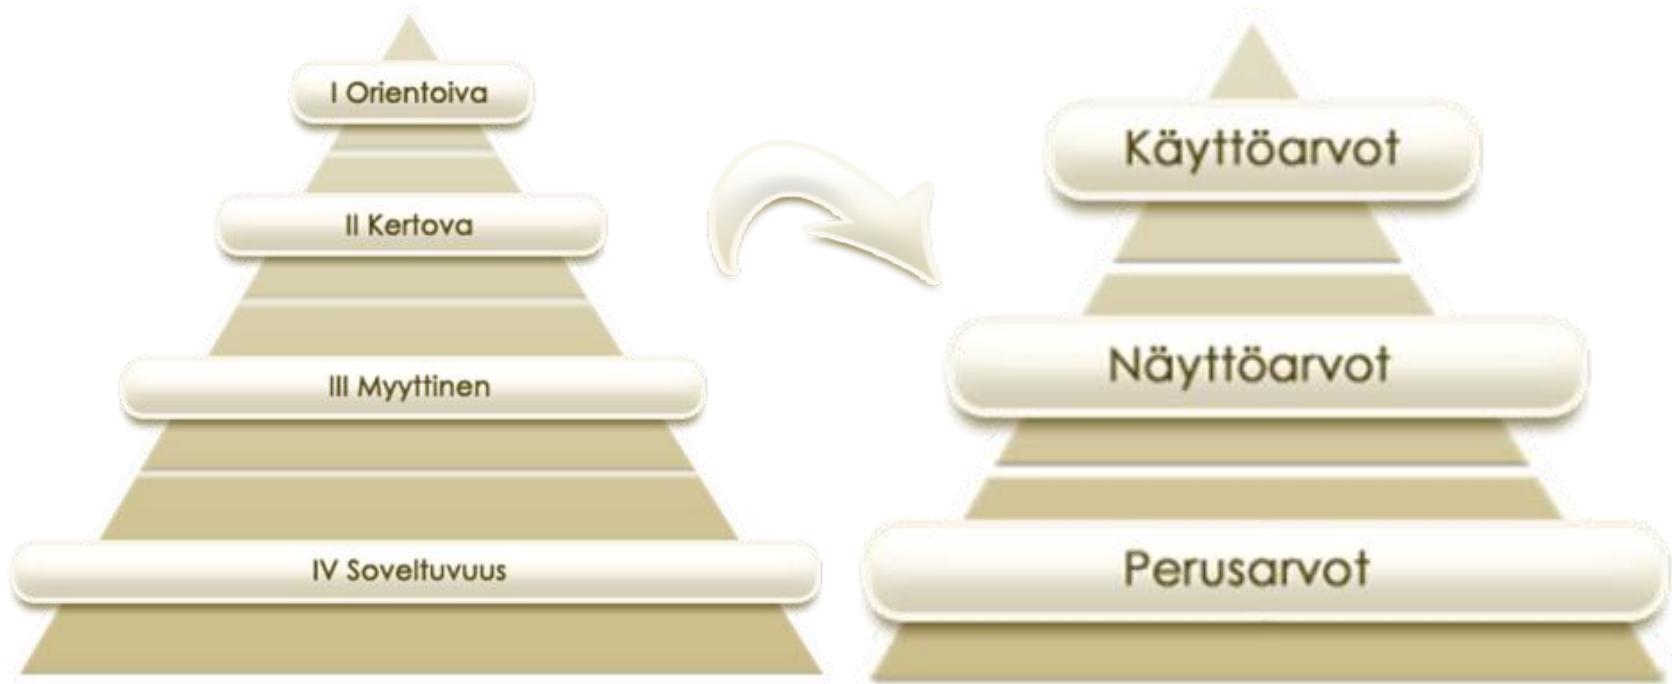 I Orientoiva
II Kertova
III Myyttinen
IV Soveltuvuus
Käyttöarvot
Näyttöarvot
Perusarvot